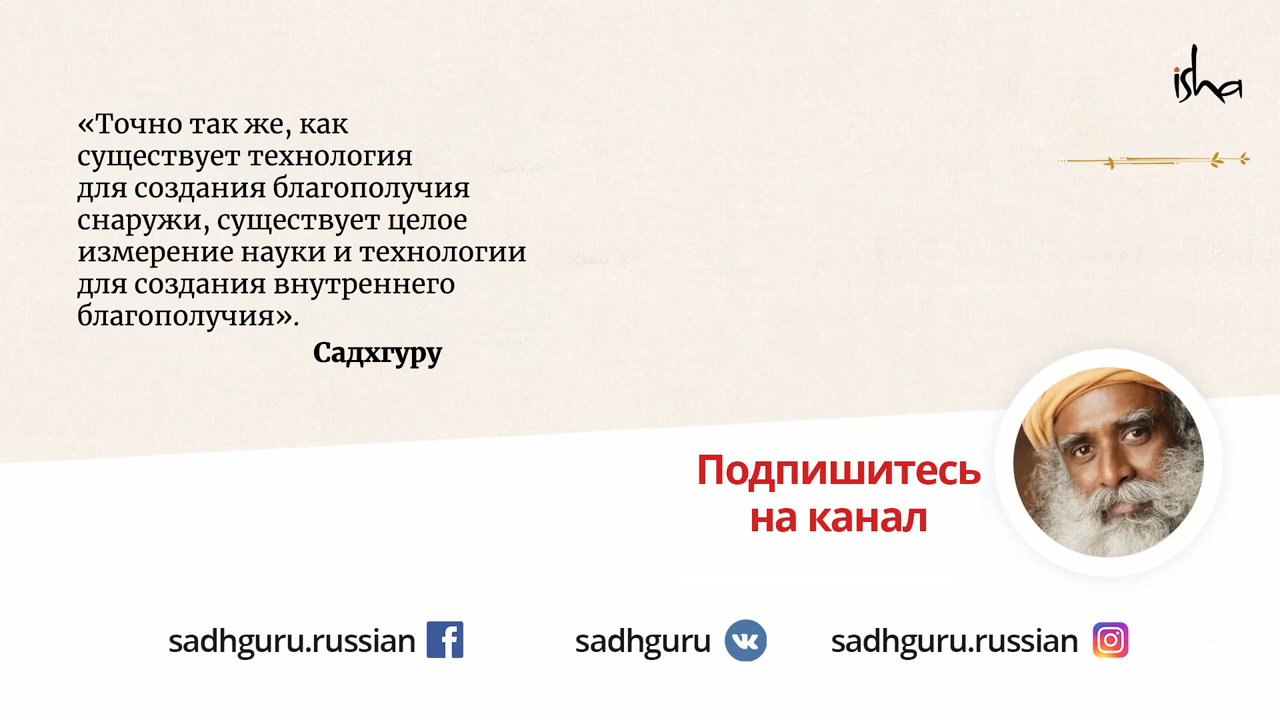 isha
«Точно так же, как
существует технология
для создания благополучия
снаружи, существует целое
измерение науки и технологии
для создания внутреннего
благополучия».
Садхгуру
Подпишитесь
на канал
sadhguru.russian
sadhguru
sadhguru.russian